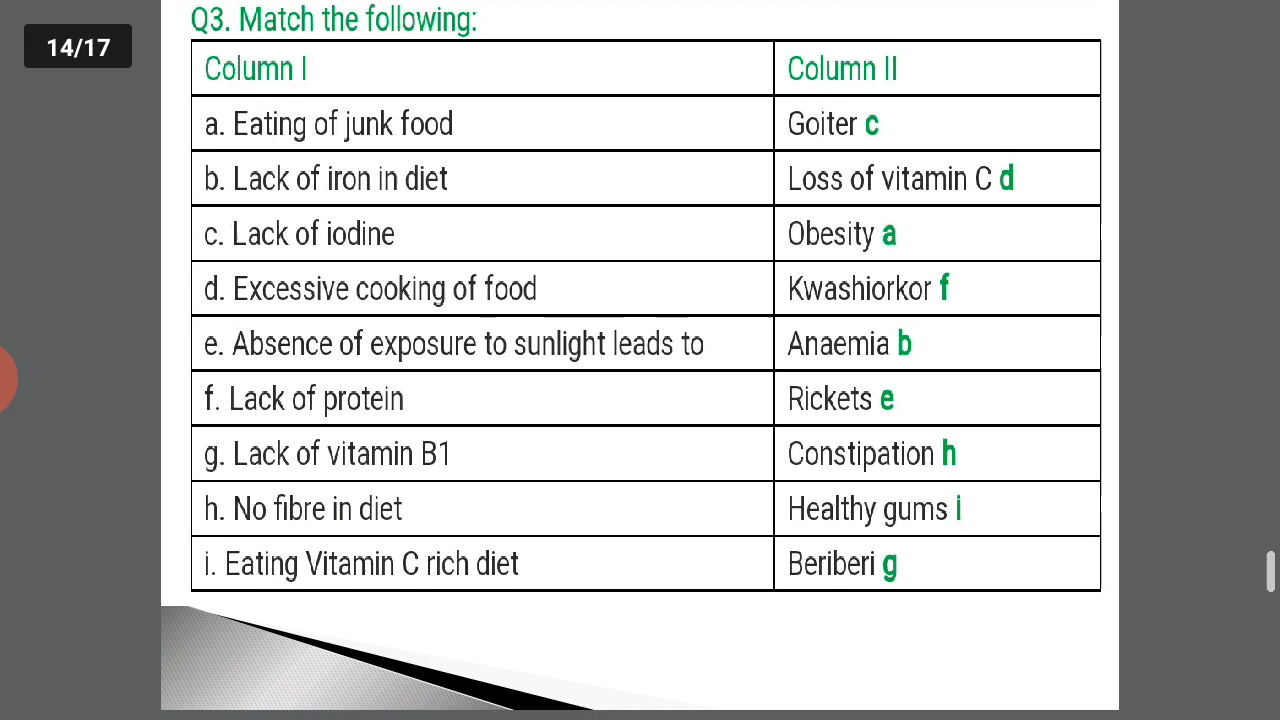 14/17
Q3. Match the following:
Column I Column II
a. Eating of junk food Goiter c
b. Lack of iron in diet Loss of vitamin C d
c. Lack of iodine Obesity a
d. Excessive cooking of food Kwashiorkor f
e. Absence of exposure to sunlight leads to Anaemia b
f. Lack of protein Rickets e
g. Lack of vitamin B1 Constipation h
h. No fibre in diet Healthy gums i
i. Eating Vitamin C rich diet Beriberi g